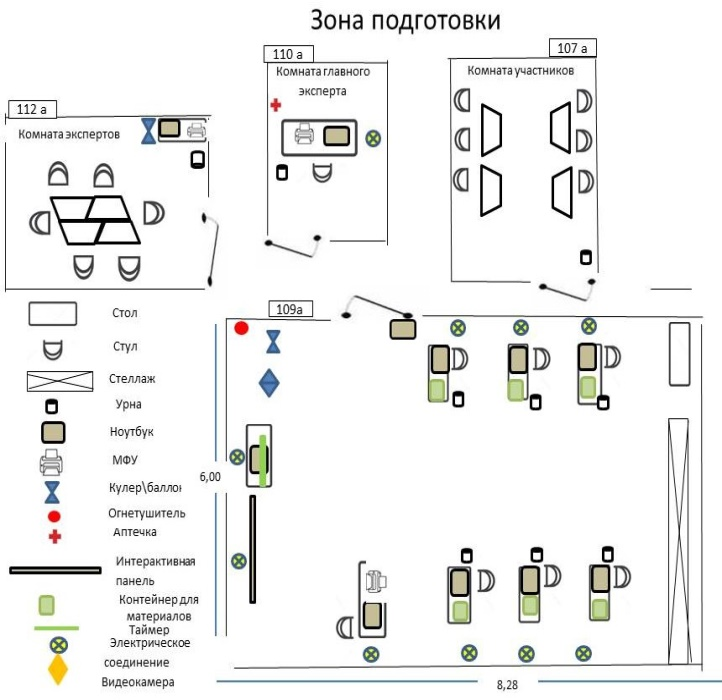 Зона подготовки
110 а
107 а
Комната главного
эксперта
Комната участников
112 а
Комната экспертов
109а
Стол
Стул
Стеллаж
Урна
Ноутбук
МФУ
Кулер\баллон
Огнетушитель
Аптечка
Интерактивная
панель
Контейнер для
материалов
Таймер
Электрическое
соединение
Видеокамера
6,00
8,28